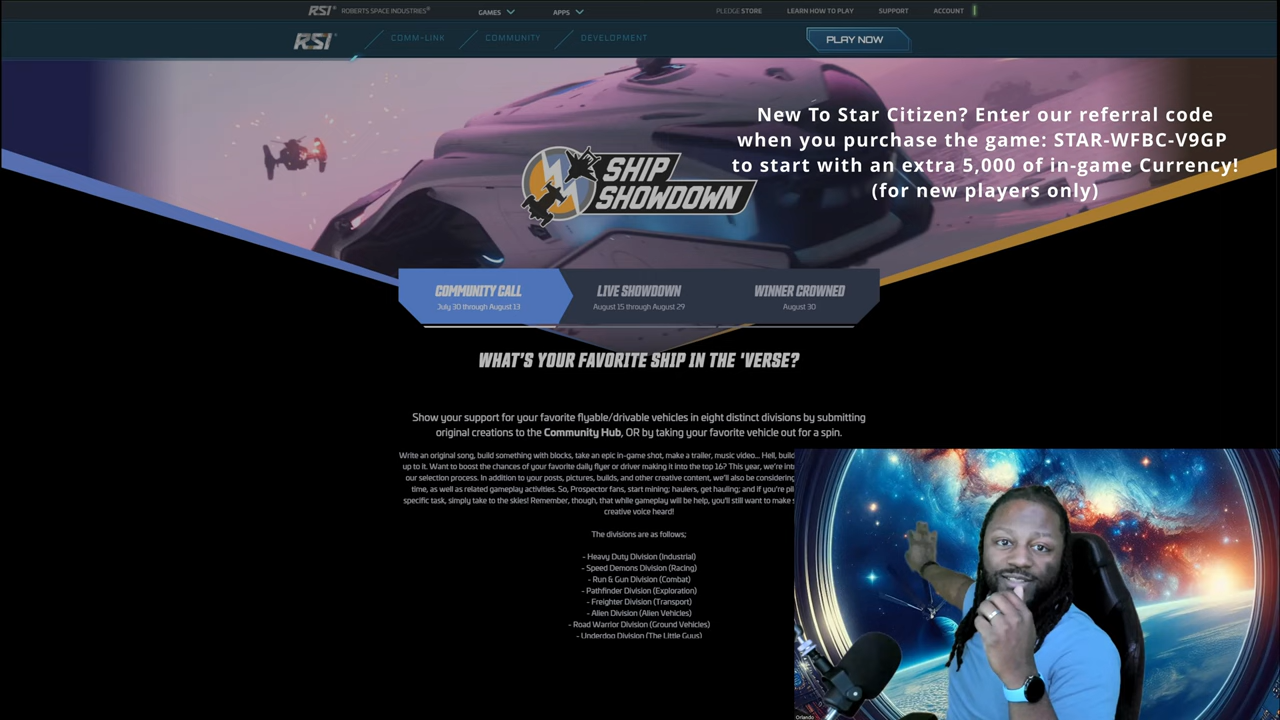 RSI ROBERTS SPACE INDUSTRIES®
GAMES
APPS
PLEDGE STORE
LEARN HOW TO PLAY
SUPPORT
ACCOUNT
RSI
COMM-LINK
COMMUNITY
DEVELOPMENT
PLAY NOW
New To Star Citizen? Enter our referral code
when you purchase the game: STAR-WFBC-V9GP
to start with an extra 5,000 of in-game Currency!
(for new players only)
SHIP
SHOWDOWN
COMMUNITY CALL
July 30 through August 13
LIVE SHOWDOWN
August 15 through August 29
WINNER CROWNED
August 30
WHAT'S YOUR FAVORITE SHIP IN THE 'VERSE?
Show your support for your favorite flyable/drivable vehicles in eight distinct divisions by submitting
original creations to the Community Hub, OR by taking your favorite vehicle out for a spin.
Write an original song, build something with blocks, take an epic in-game shot, make a trailer, music video... Hell, build
up to it. Want to boost the chances of your favorite daily flyer or driver making it into the top 16? This year, we're int
our selection process. In addition to your posts, pictures, builds, and other creative content, we'll also be considering
time, as well as related gameplay activities. So, Prospector fans, start mining; haulers, get hauling; and if you're pil
specific task, simply take to the skies! Remember, though, that while gameplay will be help, you'll still want to make s
creative voice heard!
The divisions are as follows;
- Heavy Duty Division (Industrial)
- Speed Demons Division (Racing)
- Run & Gun Division (Combat)
- Pathfinder Division (Exploration)
- Freighter Division (Transport)
- Alien Division (Alien Vehicles)
- Road Warrior Division (Ground Vehicles)
- Underdog Division (The Little Guys)
Orlando